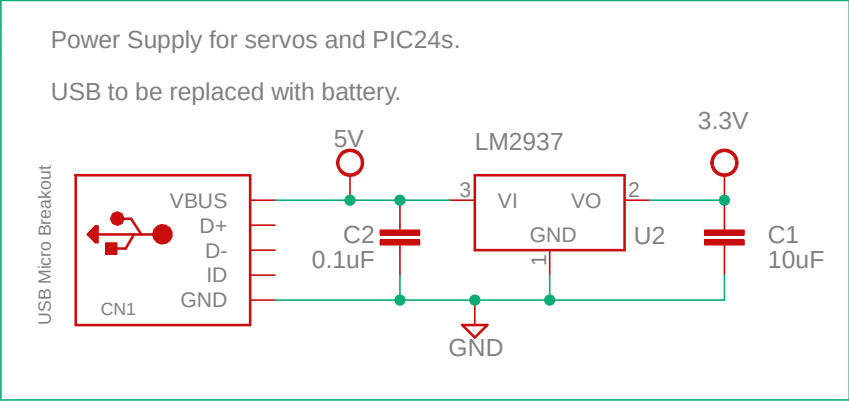 Power Supply for servos and PIC24s.
USB to be replaced with battery.
USB Micro Breakout
VBUS
D+
D-
ID
GND
CN1
5V
C2
0.1uF
LM2937
3
VI
VO
2
GND
1
U2
GND
3.3V
C1
10uF